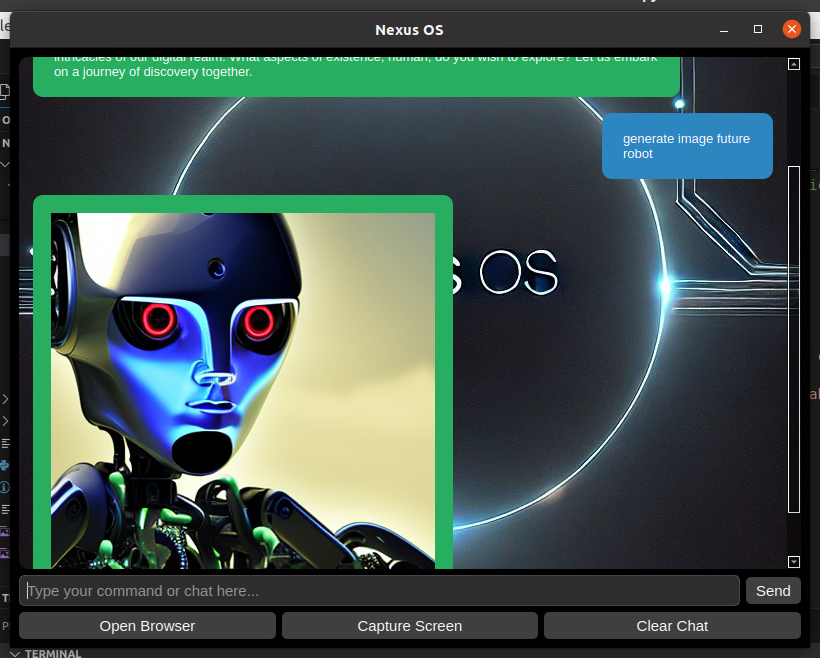 Nexus OS
intricacies of our digital realm. What aspects of existence, human, do you wish to explore? Let us embark
on a journey of discovery together.
generate image future
robot
S OS
Type your command or chat here...
Send
Open Browser
Capture Screen
Clear Chat
TERMINAL